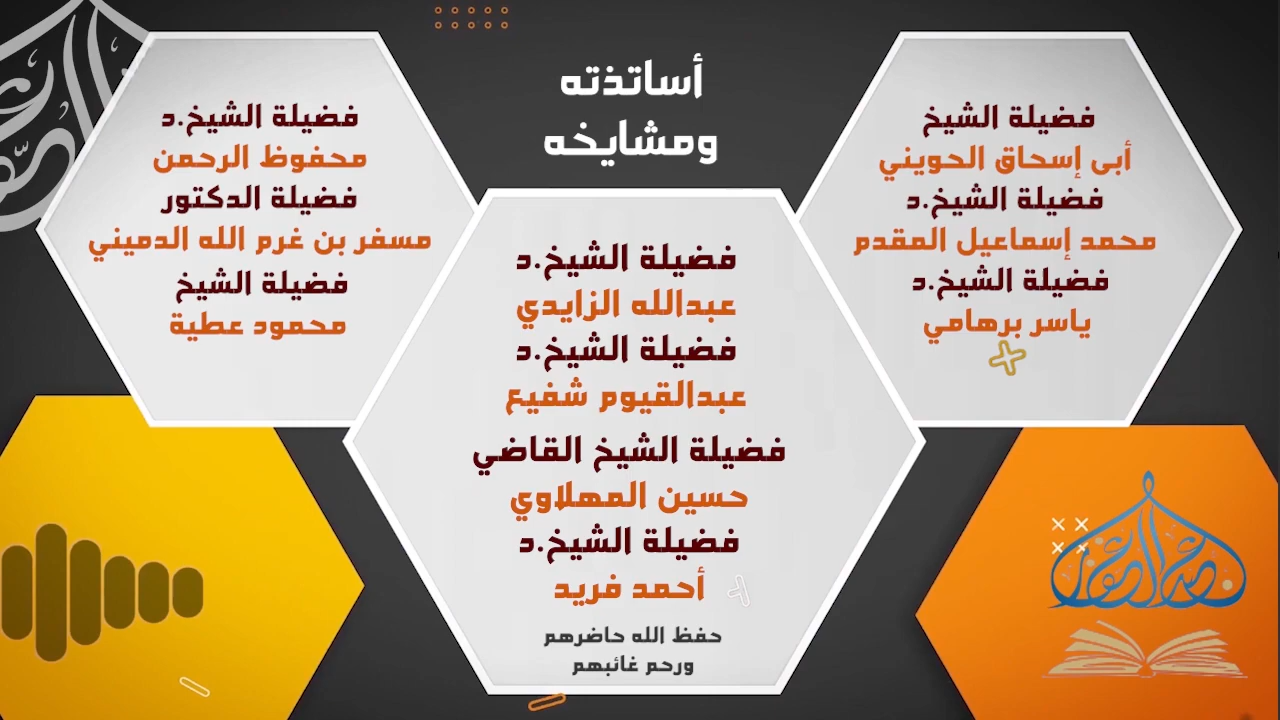 أساتذته
ومشايخه
فضيلة الشيخ
أبى إسحاق الحويني
فضيلة الشيخ.د
محمد إسماعيل المقدم
فضيلة الشيخ.د
ياسر برهامي
فضيلة الشيخ.د
عبدالله الزايدي
فضيلة الشيخ.د
عبدالقيوم شفيع
فضيلة الشيخ القاضي
حسين المهلاوي
فضيلة الشيخ.د
أحمد فريد
حفظ الله حاضرهم
ورحم غائبهم
فضيلة الشيخ.د
محفوظ الرحمن
فضيلة الدكتور
مسفر بن غرم الله الدميني
فضيلة الشيخ
محمود عطية